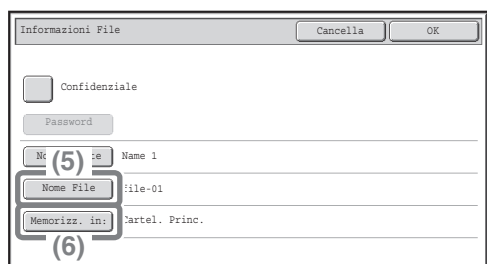 Informazioni File Cancella OK
Confidenziale
Password
(5) Name 1
Nome File file-01
Memorizz. in: Cartel. Princ.
(6)